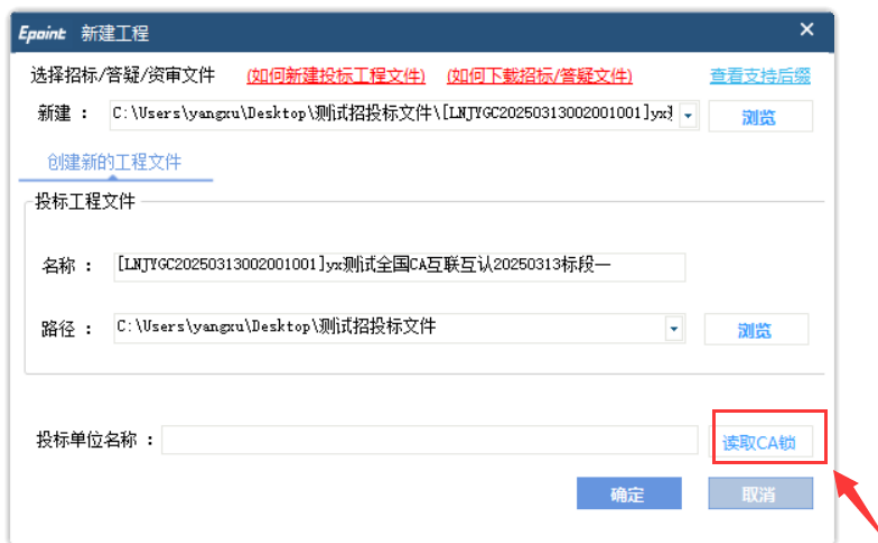 Epoint 新建工程
选择招标/答疑/资审文件 (如何新建投标工程文件) (如何下载招标/答疑文件) 查看支持后缀
新建 : C:\Users\yangxu\Desktop\测试招投标文件\[LNJYGC20250313002001001]yx 浏览
创建新的工程文件
投标工程文件
名称 : [LNJYGC20250313002001001]yx测试全国CA互联互认20250313标段一
路径 : C:\Users\yangxu\Desktop\测试招投标文件 浏览
投标单位名称 : 读取CA锁
确定 取消